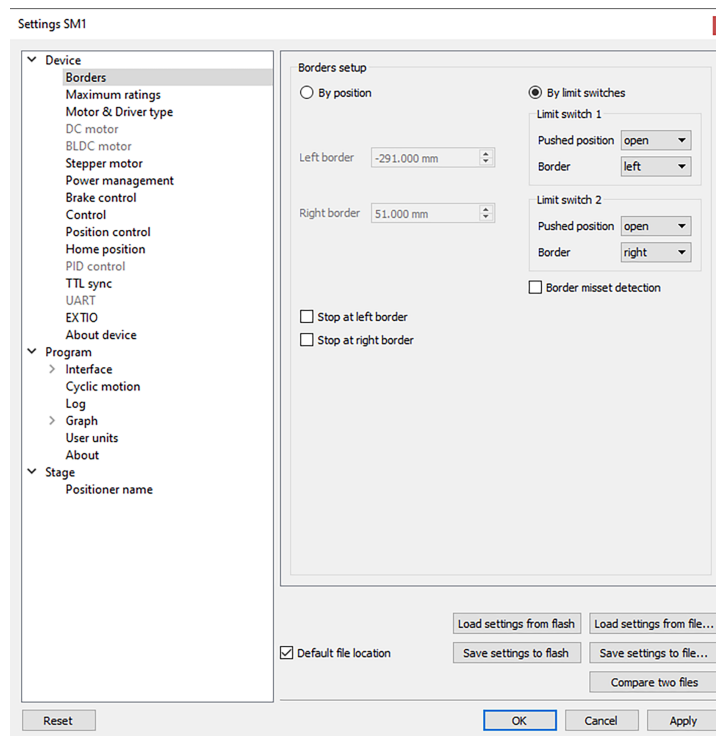 Settings SM1
Device
Borders
Maximum ratings
Motor & Driver type
DC motor
BLDC motor
Stepper motor
Power management
Brake control
Control
Position control
Home position
PID control
TTL sync
UART
EXTIO
About device
Program
Interface
Cyclic motion
Log
Graph
User units
About
Stage
Positioner name
Borders setup
By position
Left border -291.000 mm
Right border 51.000 mm
By limit switches
Limit switch 1
Pushed position open
Border left
Limit switch 2
Pushed position open
Border right
Border misset detection
Stop at left border
Stop at right border
Load settings from flash Load settings from file...
Default file location Save settings to flash Save settings to file...
Compare two files
Reset OK Cancel Apply